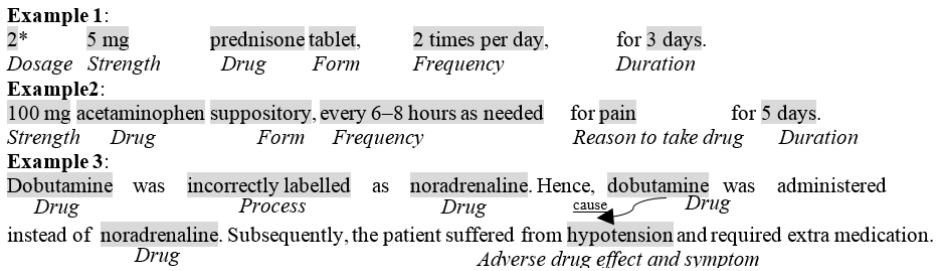 Example 1:
2* 5 mg prednisone tablet, 2 times per day, for 3 days.
Dosage Strength Drug Form Frequency Duration
Example2:
100 mg acetaminophen suppository, every 6–8 hours as needed for pain for 5 days.
Strength Drug Form Frequency Reason to take drug Duration
Example 3:
Dobutamine was incorrectly labelled as noradrenaline. Hence, dobutamine was administered
Drug Process Drug cause Drug
instead of noradrenaline. Subsequently, the patient suffered from hypotension and required extra medication.
Drug Adverse drug effect and symptom